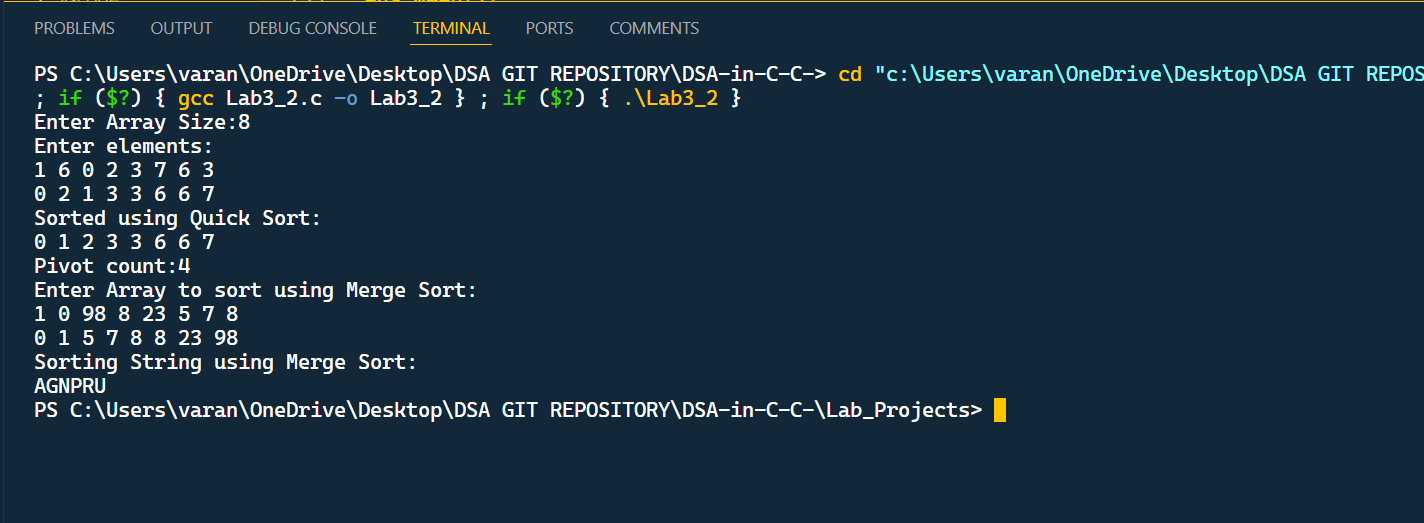 PROBLEMS OUTPUT DEBUG CONSOLE TERMINAL PORTS COMMENTS
PS C:\Users\varan\OneDrive\Desktop\DSA GIT REPOSITORY\DSA-in-C-C-> cd "c:\Users\varan\OneDrive\Desktop\DSA GIT REPOS
; if ($?) { gcc Lab3_2.c -o Lab3_2 } ; if ($?) { .\Lab3_2 }
Enter Array Size:8
Enter elements:
1 6 0 2 3 7 6 3
0 2 1 3 3 6 6 7
Sorted using Quick Sort:
0 1 2 3 3 6 6 7
Pivot count:4
Enter Array to sort using Merge Sort:
1 0 98 8 23 5 7 8
0 1 5 7 8 8 23 98
Sorting String using Merge Sort:
AGNPRU
PS C:\Users\varan\OneDrive\Desktop\DSA GIT REPOSITORY\DSA-in-C-C-\Lab_Projects>